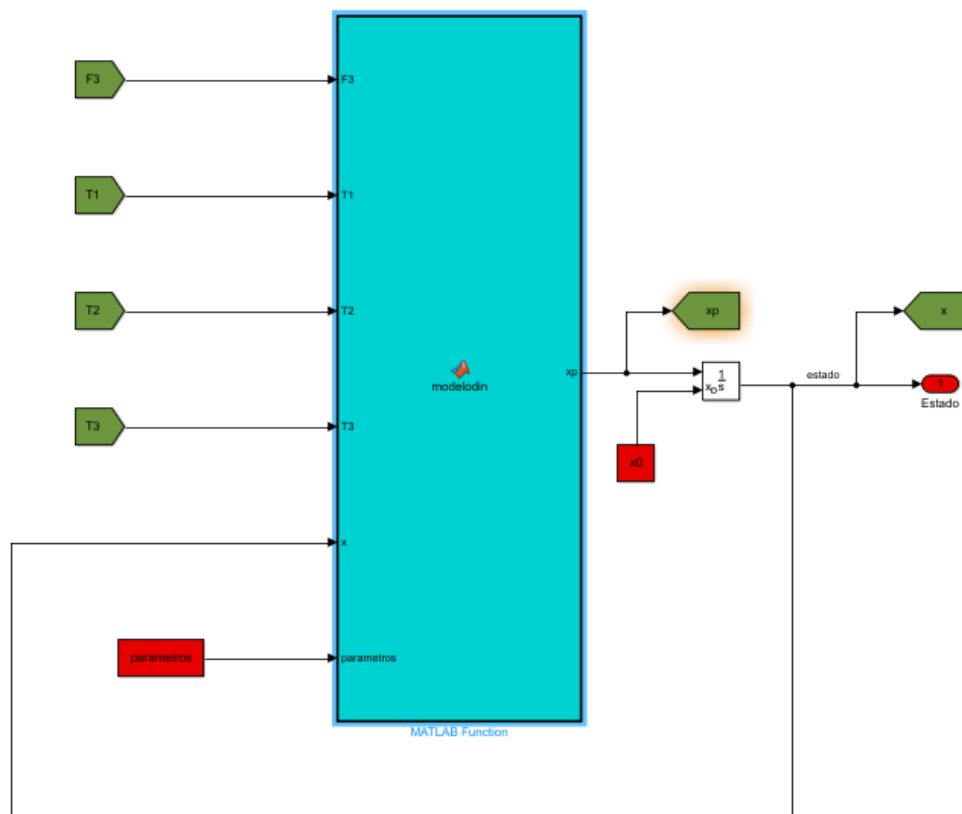 F3
F3
T1
T1
T2
T2
xp
x
modelodin
xp
1
s
xo
estado
1
Estado
T3
T3
x0
x
parametros
parametros
MATLAB Function